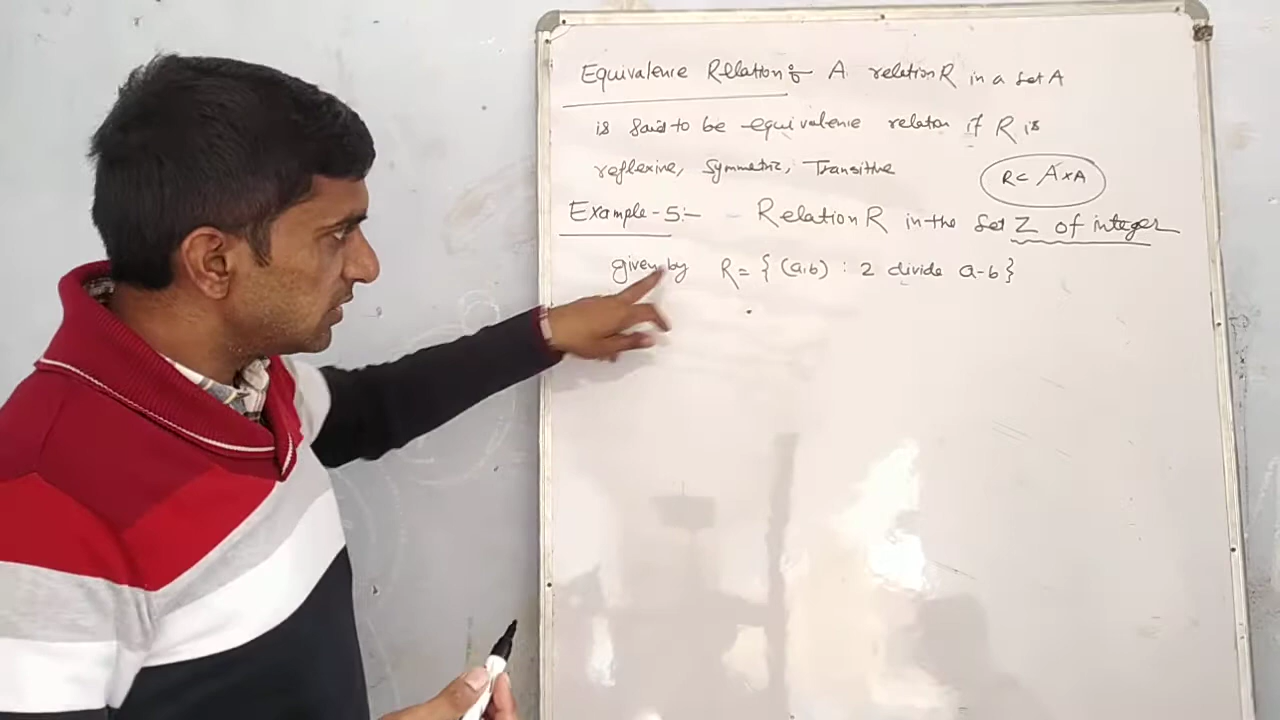 Equivalence Relation :- A relation R in a set A
is said to be equivalence relation if R is
reflexive, Symmetric, Transitive
R ⊂ A×A
Example-5:- Relation R in the Set Z of integer
given by R = { (a,b) : 2 divide a-b }